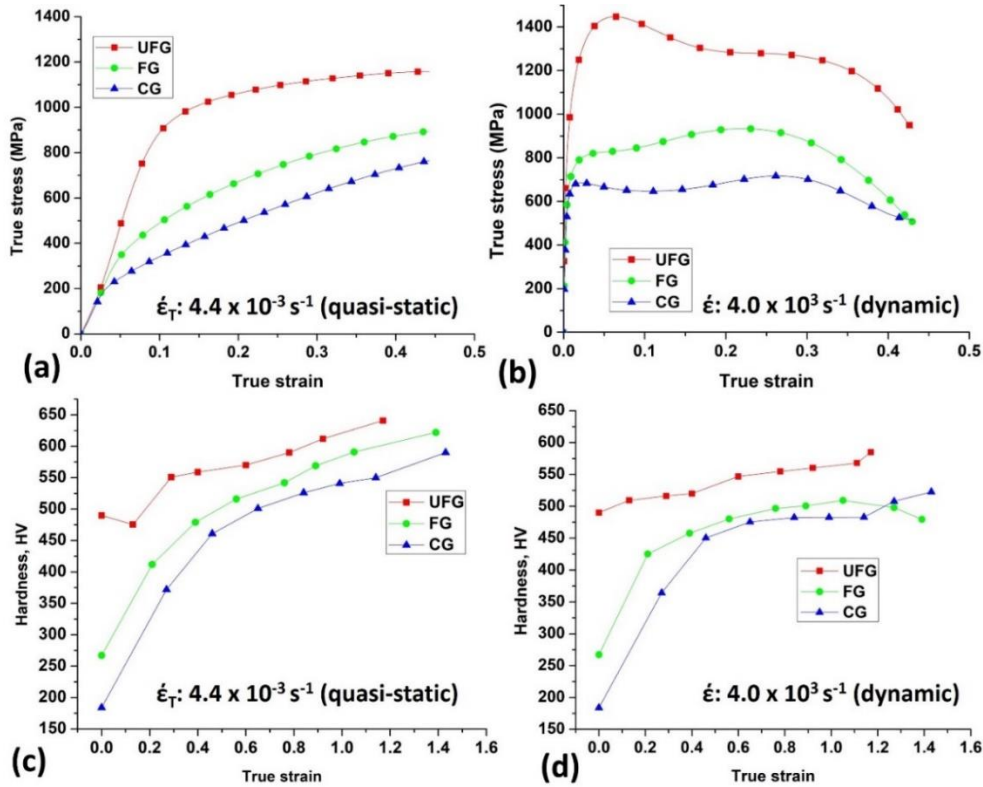 1400
1200
1000
800
600
400
200
0
True stress (MPa)
UFG
FG
CG
έT: 4.4 x 10-3 s-1 (quasi-static)
0.0 0.1 0.2 0.3 0.4 0.5
True strain
(a)
1400
1200
1000
800
600
400
200
0
True stress (MPa)
UFG
FG
CG
έ: 4.0 x 103 s-1 (dynamic)
0.0 0.1 0.2 0.3 0.4 0.5
True strain
(b)
650
600
550
500
450
400
350
300
250
200
150
Hardness, HV
UFG
FG
CG
έT: 4.4 x 10-3 s-1 (quasi-static)
0.0 0.2 0.4 0.6 0.8 1.0 1.2 1.4 1.6
True strain
(c)
650
600
550
500
450
400
350
300
250
200
150
Hardness, HV
UFG
FG
CG
έ: 4.0 x 103 s-1 (dynamic)
0.0 0.2 0.4 0.6 0.8 1.0 1.2 1.4 1.6
True strain
(d)